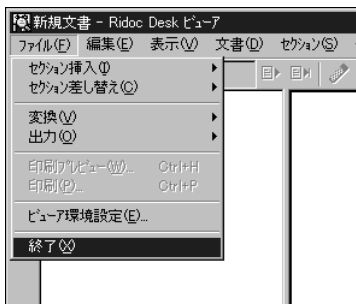 新規文書 - Ridoc Desk ビューア
ファイル(F) 編集(E) 表示(V) 文書(D) セクション(S)
セクション挿入(I)
セクション差し替え(C)
変換(V)
出力(O)
印刷プレビュー(W)... Ctrl+H
印刷(P)... Ctrl+P
ビューア環境設定(E)...
終了(X)